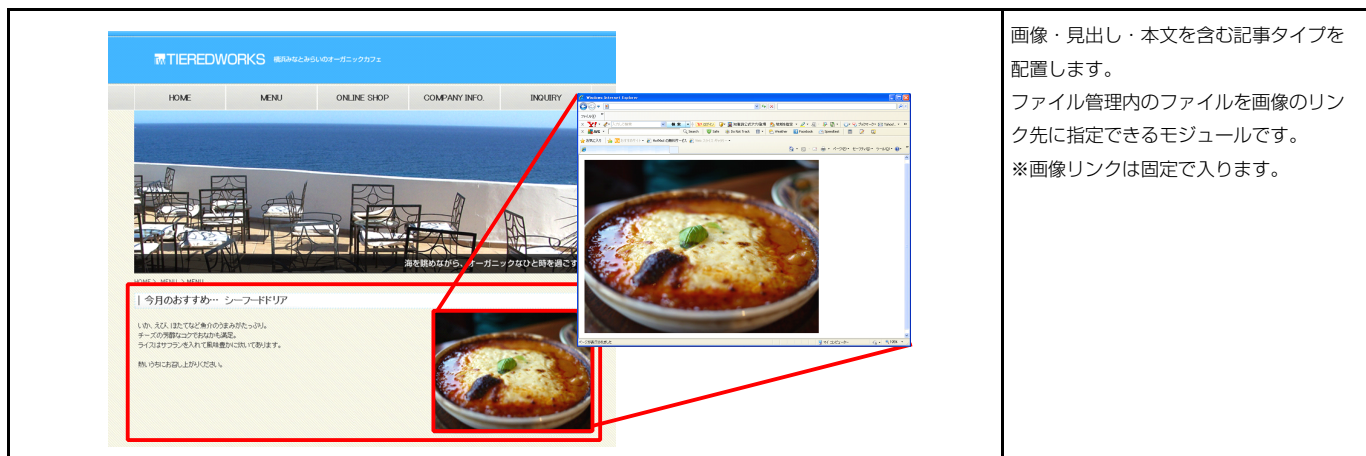 TIEREDWORKS 横浜みなとみらいのオーガニックカフェ
HOME MENU ONLINE SHOP COMPANY INFO. INQUIRY
海を眺めながら、オーガニックなひと時を過ごす
HOME > MENU > MENU
今月のおすすめ… シーフードドリア
いか、えび、ほたてなど魚介のうまみがたっぷり。
チーズの芳醇なコクでおなかも満足。
ライスはサフランを入れて風味豊かに炊いてあります。
熱いうちにお召し上がりください。
Windows Internet Explorer
ページが表示されました
画像・見出し・本文を含む記事タイプを
配置します。
ファイル管理内のファイルを画像のリン
ク先に指定できるモジュールです。
※画像リンクは固定で入ります。